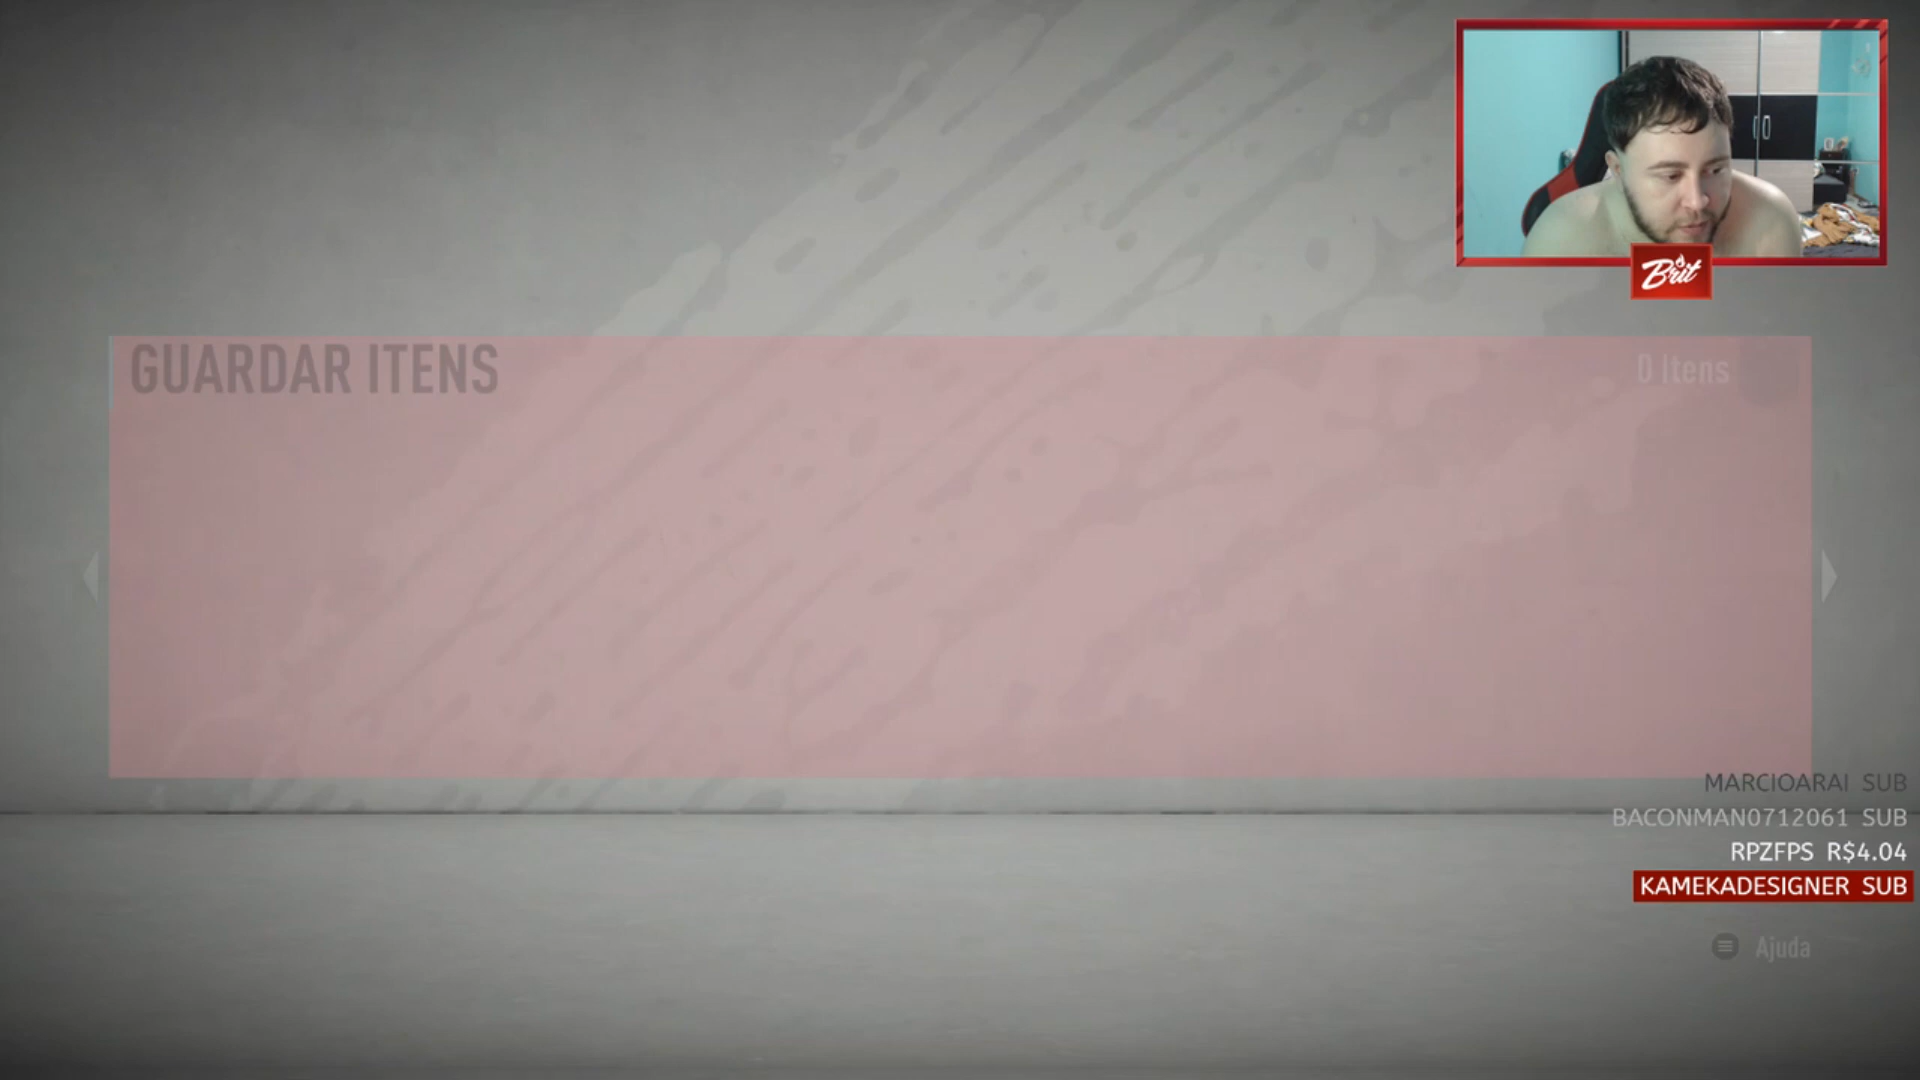 Brit
GUARDAR ITENS
0 Itens
MARCIOARAI SUB
BACONMAN0712061 SUB
RPZFPS R$4.04
KAMEKADESIGNER SUB
Ajuda